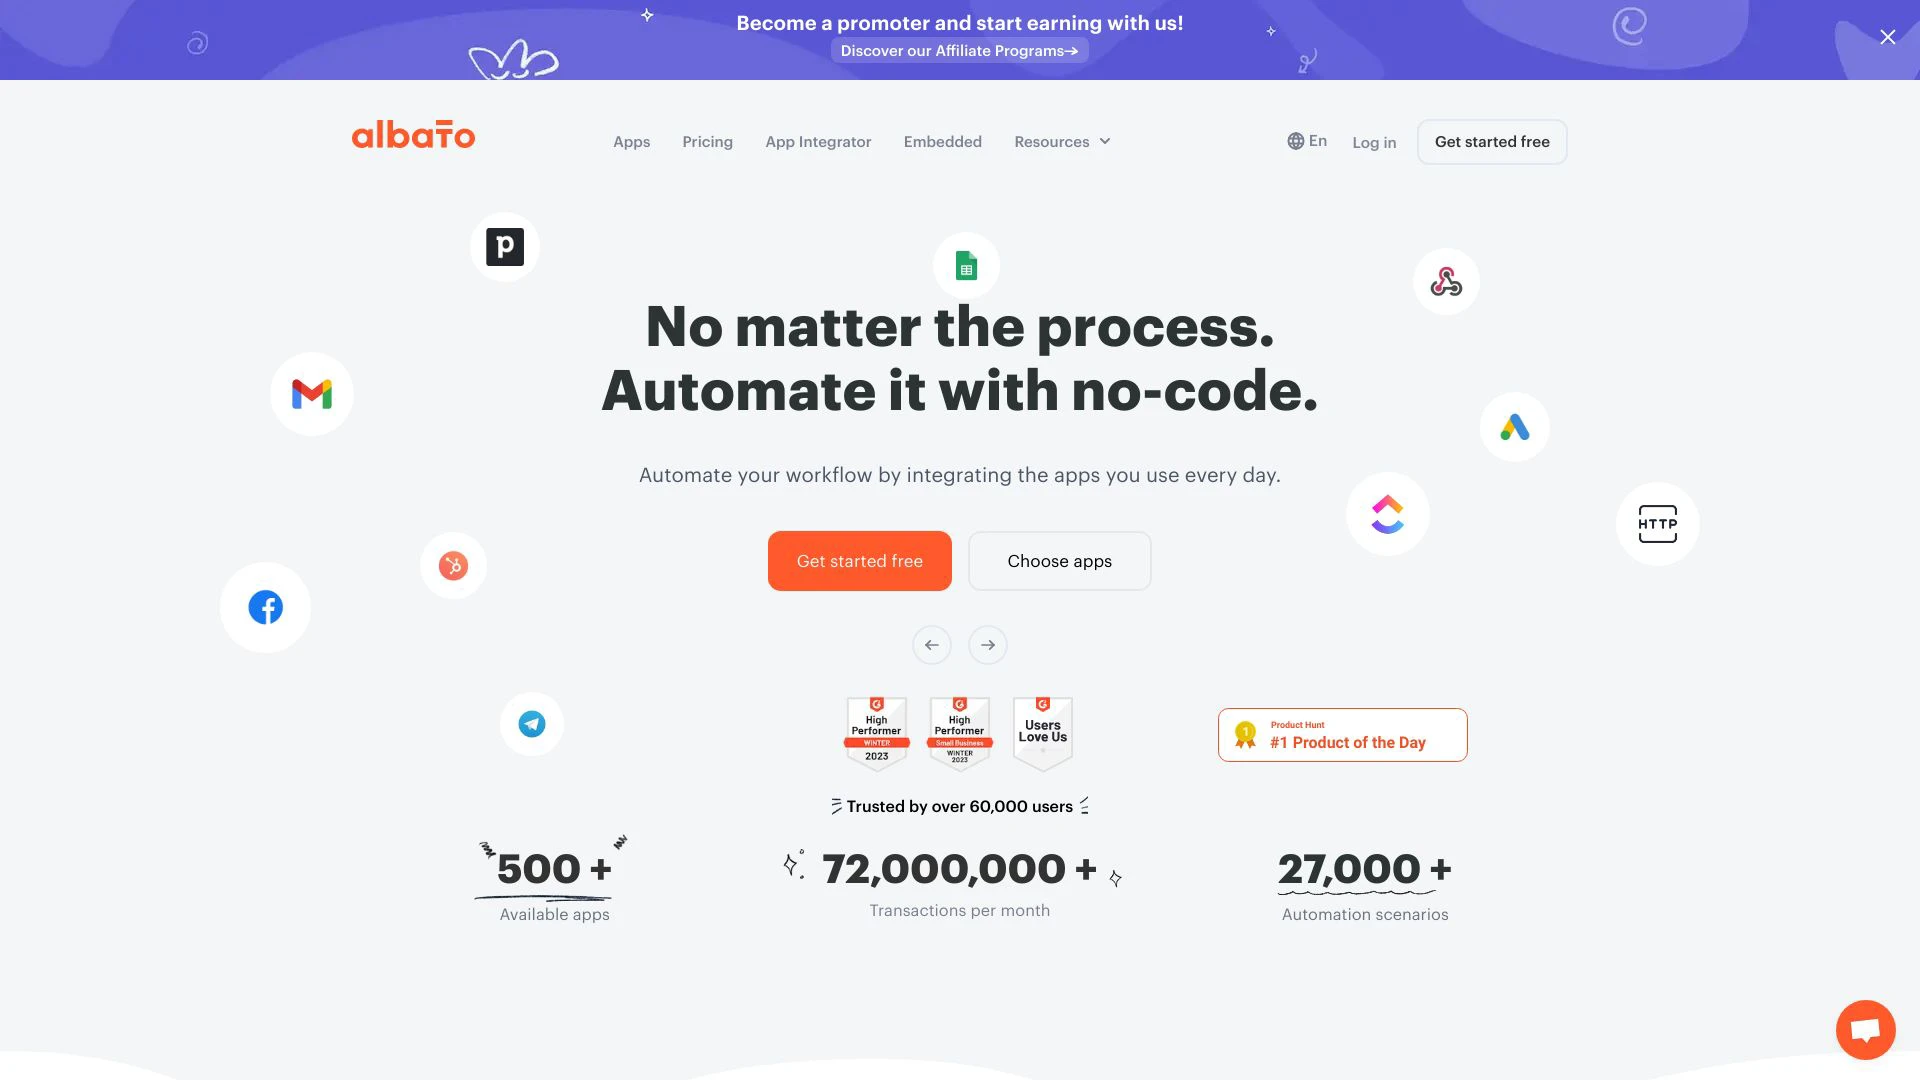 Become a promoter and start earning with us!
Discover our Affiliate Programs→
albato
Apps
Pricing
App Integrator
Embedded
Resources
En
Log in
Get started free
p
No matter the process.
Automate it with no-code.
Automate your workflow by integrating the apps you use every day.
HTTP
Get started free
Choose apps
High
Performer
WINTER
2023
High
Performer
Small Business
WINTER
2023
Users
Love Us
1
Product Hunt
#1 Product of the Day
Trusted by over 60,000 users
500 +
Available apps
72,000,000 +
Transactions per month
27,000 +
Automation scenarios